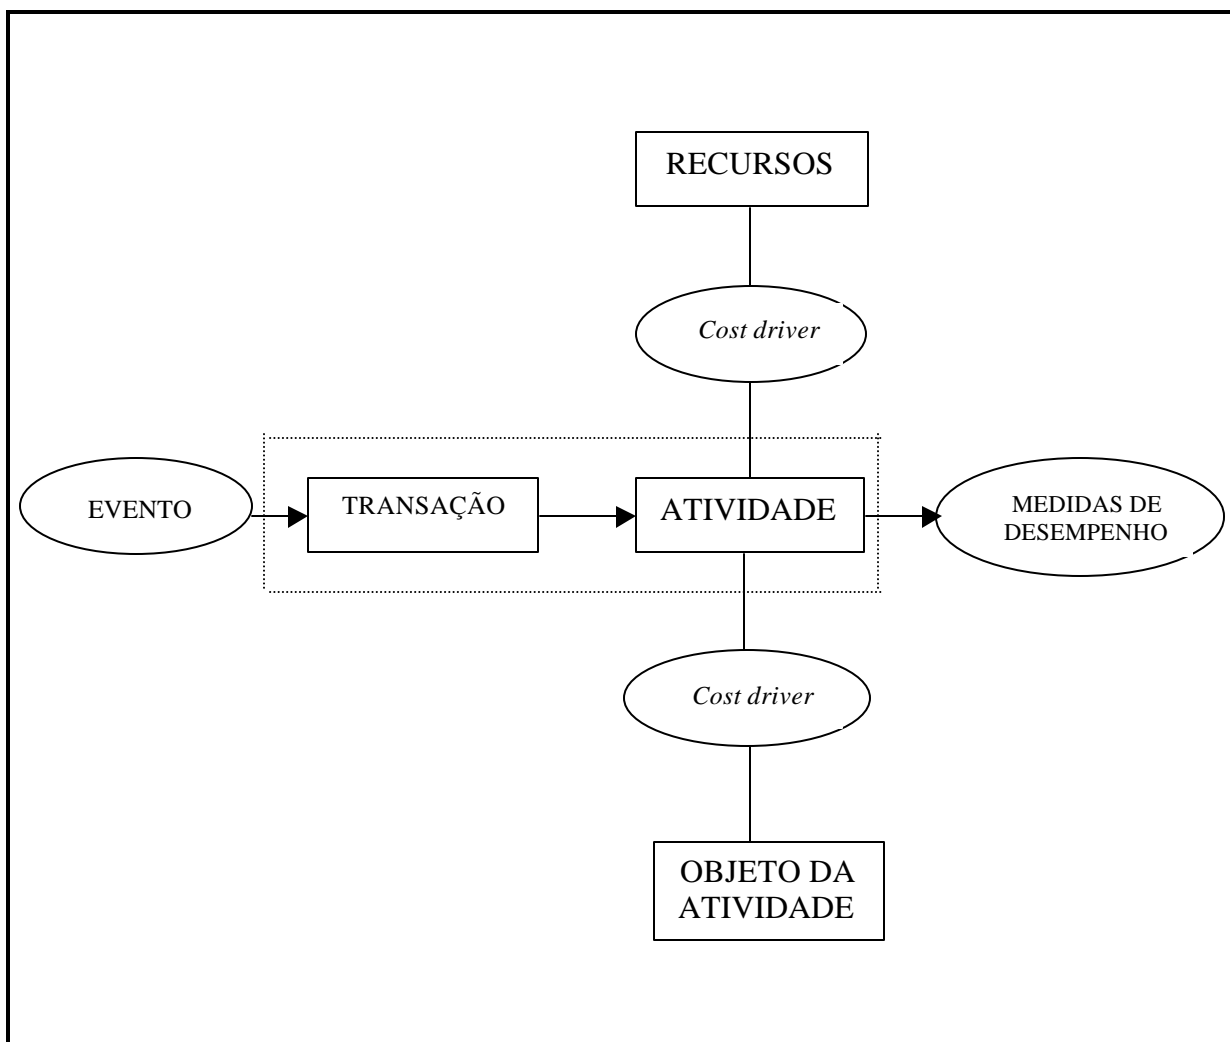 RECURSOS
Cost driver
EVENTO
TRANSAÇÃO
ATIVIDADE
MEDIDAS DE
DESEMPENHO
Cost driver
OBJETO DA
ATIVIDADE